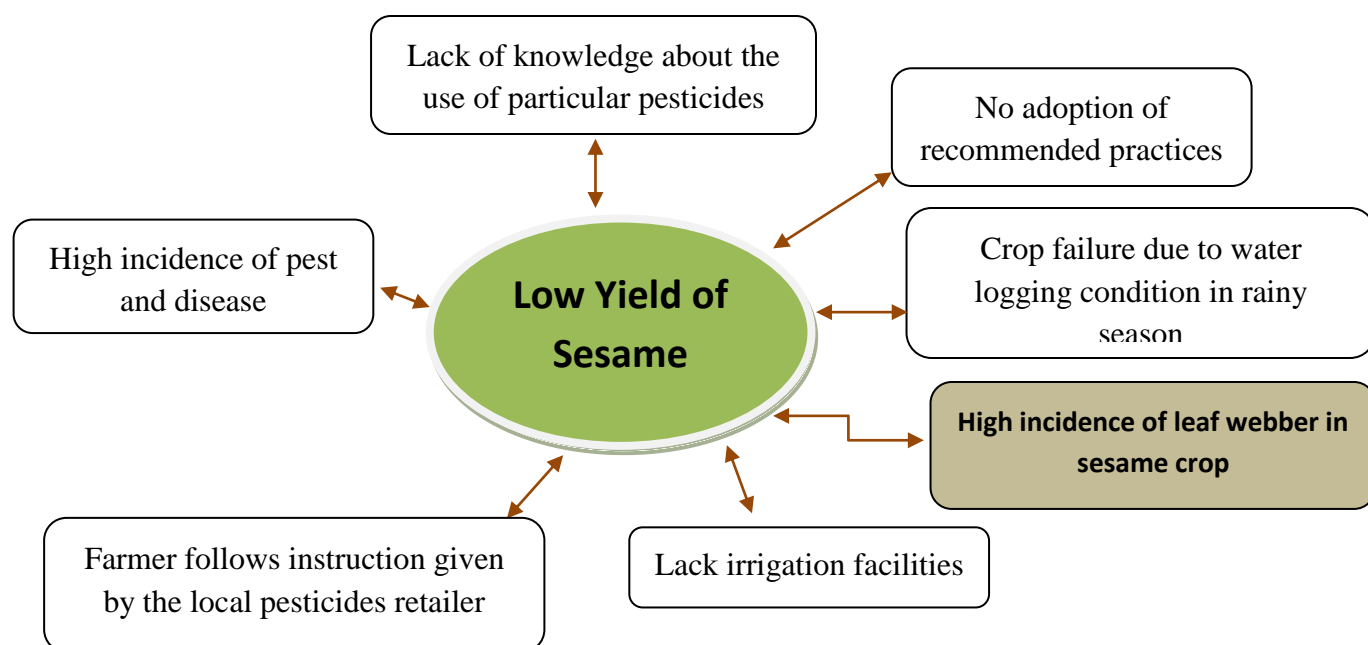 Lack of knowledge about the
use of particular pesticides
No adoption of
recommended practices
High incidence of pest
and disease
Low Yield of
Sesame
Crop failure due to water
logging condition in rainy
season
High incidence of leaf webber in
sesame crop
Farmer follows instruction given
by the local pesticides retailer
Lack irrigation facilities